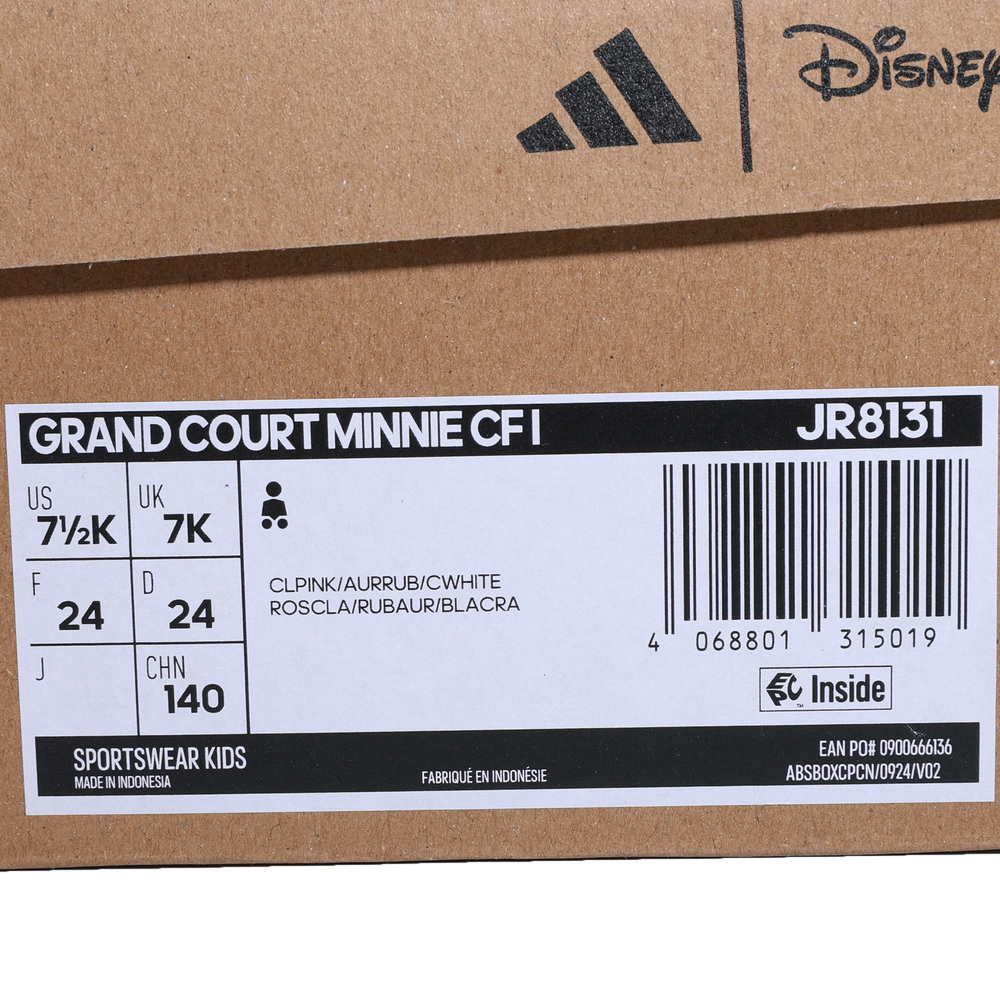 DISNEY
GRAND COURT MINNIE CF I
JR8131
US
7½K
UK
7K
F
24
D
24
J
CHN
140
CLPINK/AURRUB/CWHITE
ROSCLA/RUBAUR/BLACRA
4 068801 315019
EPC Inside
TM
SPORTSWEAR KIDS
MADE IN INDONESIA
FABRIQUÉ EN INDONÉSIE
EAN PO# 0900666136
ABSBOXCPCN/0924/V02